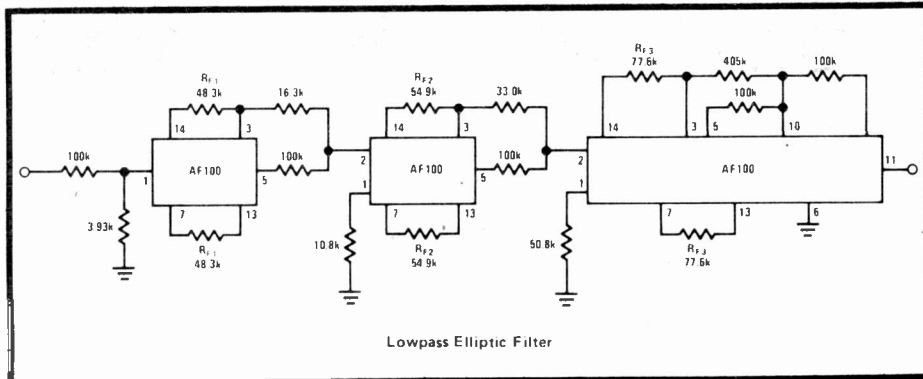 RF1
48.3k
16.3k
RF2
54.9k
33.0k
RF3
77.6k
405k
100k
100k
14
3
14
3
14
3
5
10
100k
1
AF100
5
100k
2
AF100
5
100k
2
AF100
11
1
1
3.93k
7
13
10.8k
7
13
50.8k
7
13
6
RF1
48.3k
RF2
54.9k
RF3
77.6k
Lowpass Elliptic Filter